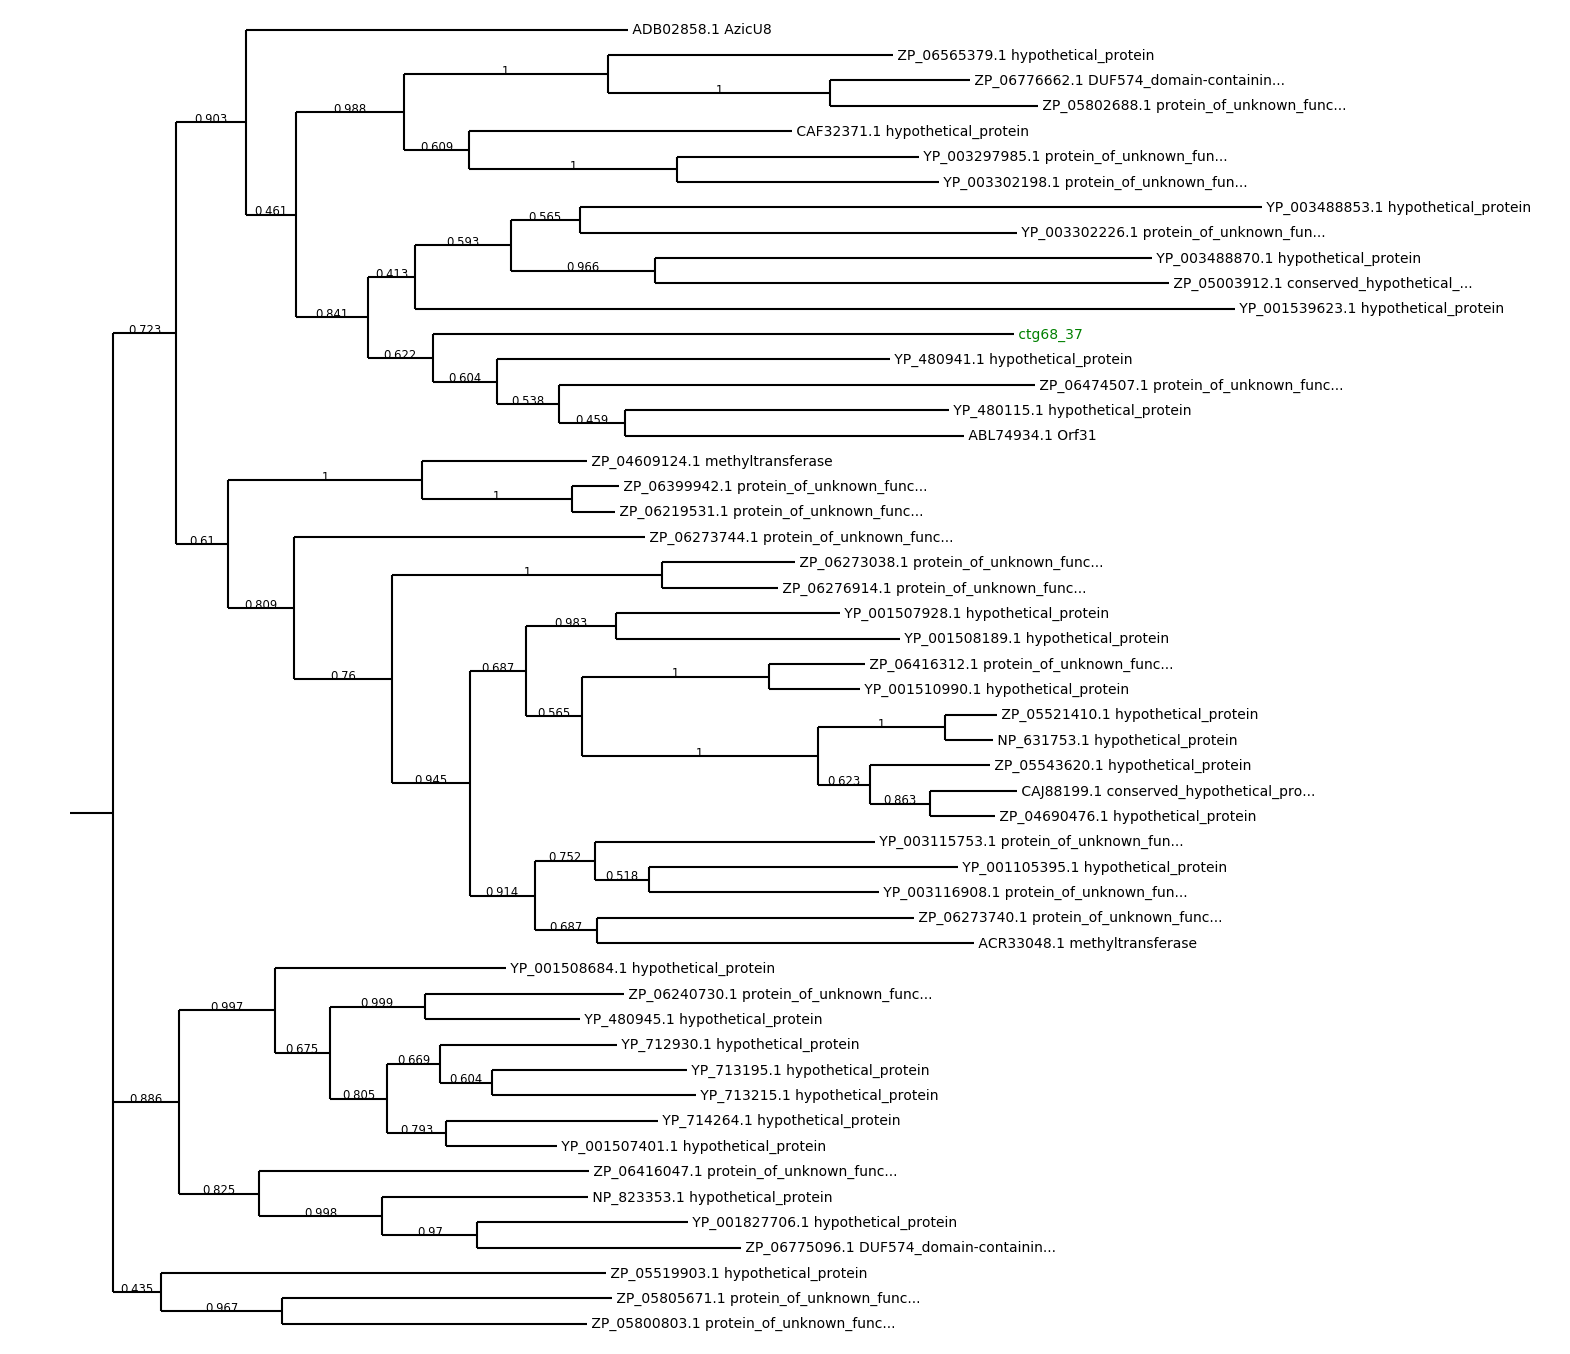 ADB02858.1 AzicU8
ZP_06565379.1 hypothetical_protein
1
ZP_06776662.1 DUF574_domain-containin...
1
ZP_05802688.1 protein_of_unknown_func...
0.988
0.903
CAF32371.1 hypothetical_protein
0.609
YP_003297985.1 protein_of_unknown_fun...
1
YP_003302198.1 protein_of_unknown_fun...
YP_003488853.1 hypothetical_protein
0.461
0.565
YP_003302226.1 protein_of_unknown_fun...
0.593
YP_003488870.1 hypothetical_protein
0.966
0.413
ZP_05003912.1 conserved_hypothetical_...
YP_001539623.1 hypothetical_protein
0.841
0.723
ctg68_37
0.622
YP_480941.1 hypothetical_protein
0.604
ZP_06474507.1 protein_of_unknown_func...
0.538
YP_480115.1 hypothetical_protein
0.459
ABL74934.1 Orf31
ZP_04609124.1 methyltransferase
1
ZP_06399942.1 protein_of_unknown_func...
1
ZP_06219531.1 protein_of_unknown_func...
0.61
ZP_06273744.1 protein_of_unknown_func...
ZP_06273038.1 protein_of_unknown_func...
1
ZP_06276914.1 protein_of_unknown_func...
0.809
YP_001507928.1 hypothetical_protein
0.983
YP_001508189.1 hypothetical_protein
ZP_06416312.1 protein_of_unknown_func...
0.687
1
0.76
YP_001510990.1 hypothetical_protein
0.565
ZP_05521410.1 hypothetical_protein
1
NP_631753.1 hypothetical_protein
1
ZP_05543620.1 hypothetical_protein
0.945
0.623
CAJ88199.1 conserved_hypothetical_pro...
0.863
ZP_04690476.1 hypothetical_protein
YP_003115753.1 protein_of_unknown_fun...
0.752
YP_001105395.1 hypothetical_protein
0.518
YP_003116908.1 protein_of_unknown_fun...
0.914
ZP_06273740.1 protein_of_unknown_func...
0.687
ACR33048.1 methyltransferase
YP_001508684.1 hypothetical_protein
ZP_06240730.1 protein_of_unknown_func...
0.999
0.997
YP_480945.1 hypothetical_protein
YP_712930.1 hypothetical_protein
0.675
0.669
YP_713195.1 hypothetical_protein
0.604
YP_713215.1 hypothetical_protein
0.805
0.886
YP_714264.1 hypothetical_protein
0.793
YP_001507401.1 hypothetical_protein
ZP_06416047.1 protein_of_unknown_func...
0.825
NP_823353.1 hypothetical_protein
0.998
YP_001827706.1 hypothetical_protein
0.97
ZP_06775096.1 DUF574_domain-containin...
ZP_05519903.1 hypothetical_protein
0.435
ZP_05805671.1 protein_of_unknown_func...
0.967
ZP_05800803.1 protein_of_unknown_func...